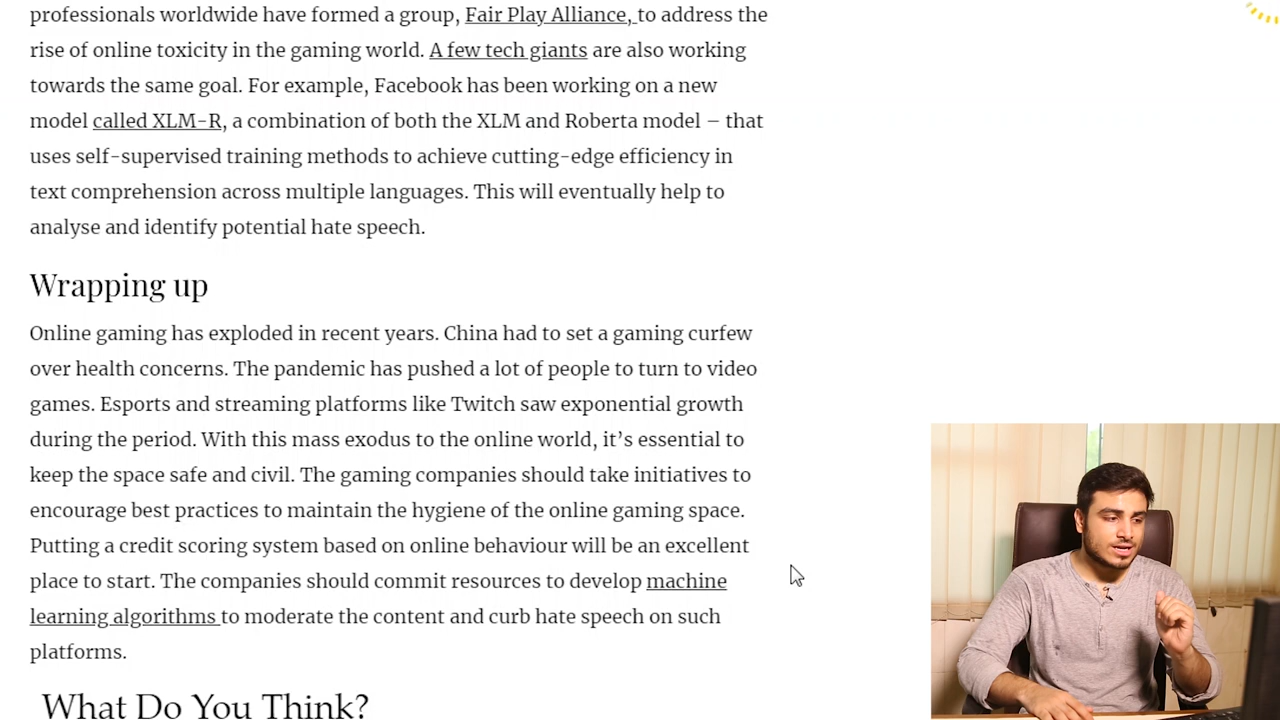 professionals worldwide have formed a group, Fair Play Alliance, to address the
rise of online toxicity in the gaming world. A few tech giants are also working
towards the same goal. For example, Facebook has been working on a new
model called XLM-R, a combination of both the XLM and Roberta model – that
uses self-supervised training methods to achieve cutting-edge efficiency in
text comprehension across multiple languages. This will eventually help to
analyse and identify potential hate speech.
Wrapping up
Online gaming has exploded in recent years. China had to set a gaming curfew
over health concerns. The pandemic has pushed a lot of people to turn to video
games. Esports and streaming platforms like Twitch saw exponential growth
during the period. With this mass exodus to the online world, it’s essential to
keep the space safe and civil. The gaming companies should take initiatives to
encourage best practices to maintain the hygiene of the online gaming space.
Putting a credit scoring system based on online behaviour will be an excellent
place to start. The companies should commit resources to develop machine
learning algorithms to moderate the content and curb hate speech on such
platforms.
What Do You Think?